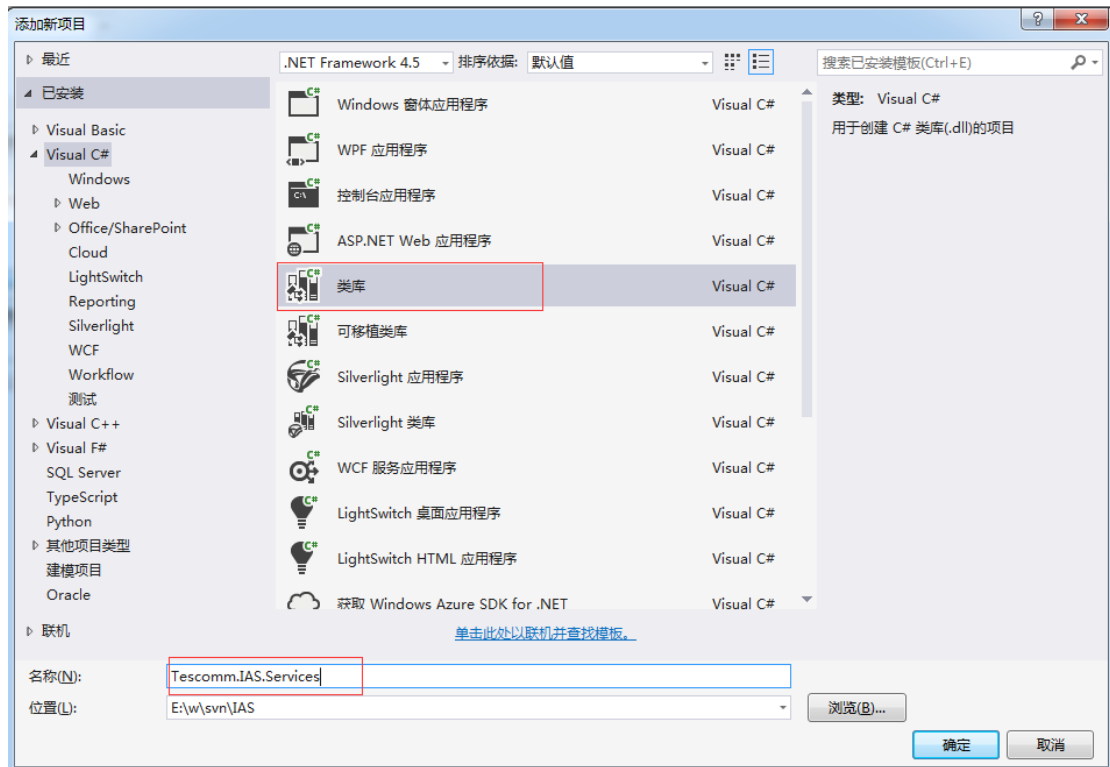 添加新项目
最近
.NET Framework 4.5 排序依据: 默认值
搜索已安装模板(Ctrl+E)
已安装
Visual Basic
Visual C#
Windows
Web
Office/SharePoint
Cloud
LightSwitch
Reporting
Silverlight
WCF
Workflow
测试
Visual C++
Visual F#
SQL Server
TypeScript
Python
其他项目类型
建模项目
Oracle
联机
Windows 窗体应用程序 Visual C#
WPF 应用程序 Visual C#
控制台应用程序 Visual C#
ASP.NET Web 应用程序 Visual C#
类库 Visual C#
可移植类库 Visual C#
Silverlight 应用程序 Visual C#
Silverlight 类库 Visual C#
WCF 服务应用程序 Visual C#
LightSwitch 桌面应用程序 Visual C#
LightSwitch HTML 应用程序 Visual C#
获取 Windows Azure SDK for .NET Visual C#
单击此处以联机并查找模板。
类型: Visual C#
用于创建 C# 类库(.dll)的项目
名称(N): Tescomm.IAS.Services
位置(L): E:\w\svn\IAS 浏览(B)...
确定 取消